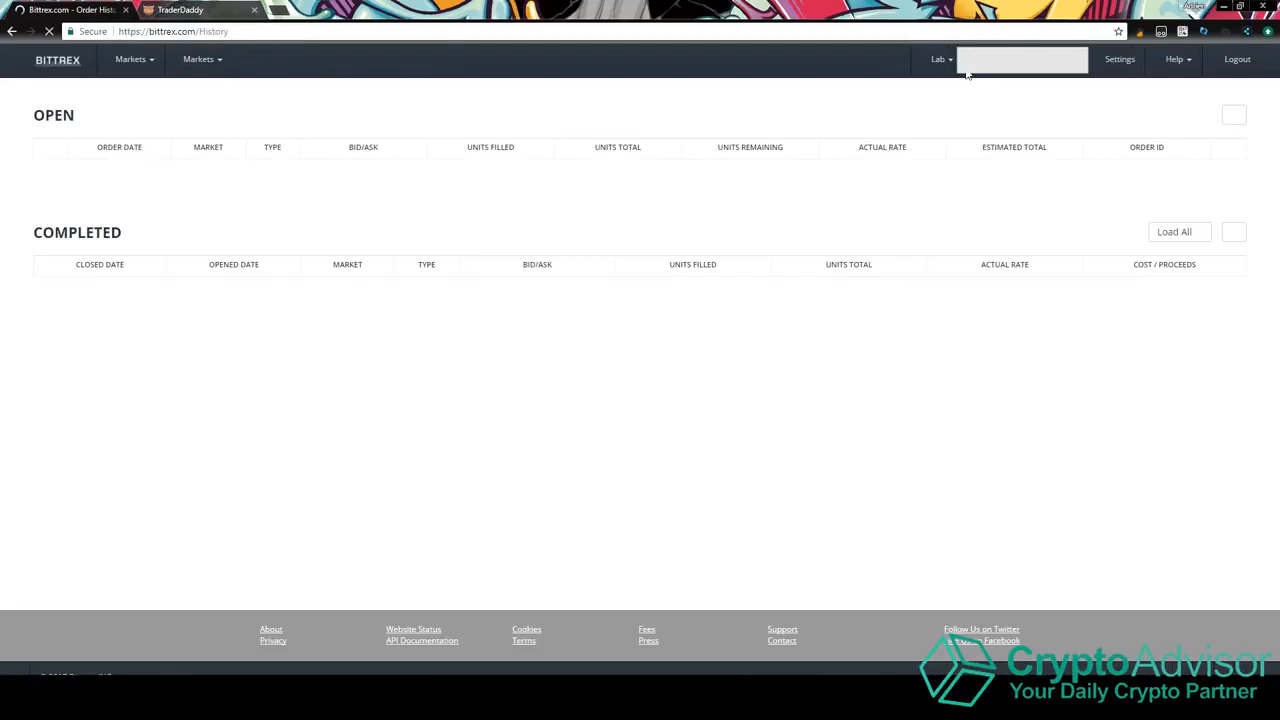 Bittrex.com - Order Hist
TraderDaddy
Adrien
Secure https://bittrex.com/History
BITTREX Markets Markets Lab Settings Help Logout
OPEN
ORDER DATE MARKET TYPE BID/ASK UNITS FILLED UNITS TOTAL UNITS REMAINING ACTUAL RATE ESTIMATED TOTAL ORDER ID
COMPLETED
Load All
CLOSED DATE OPENED DATE MARKET TYPE BID/ASK UNITS FILLED UNITS TOTAL ACTUAL RATE COST / PROCEEDS
About Website Status Cookies Fees Support Follow Us on Twitter
Privacy API Documentation Terms Press Contact Facebook
CryptoAdvisor
Your Daily Crypto Partner